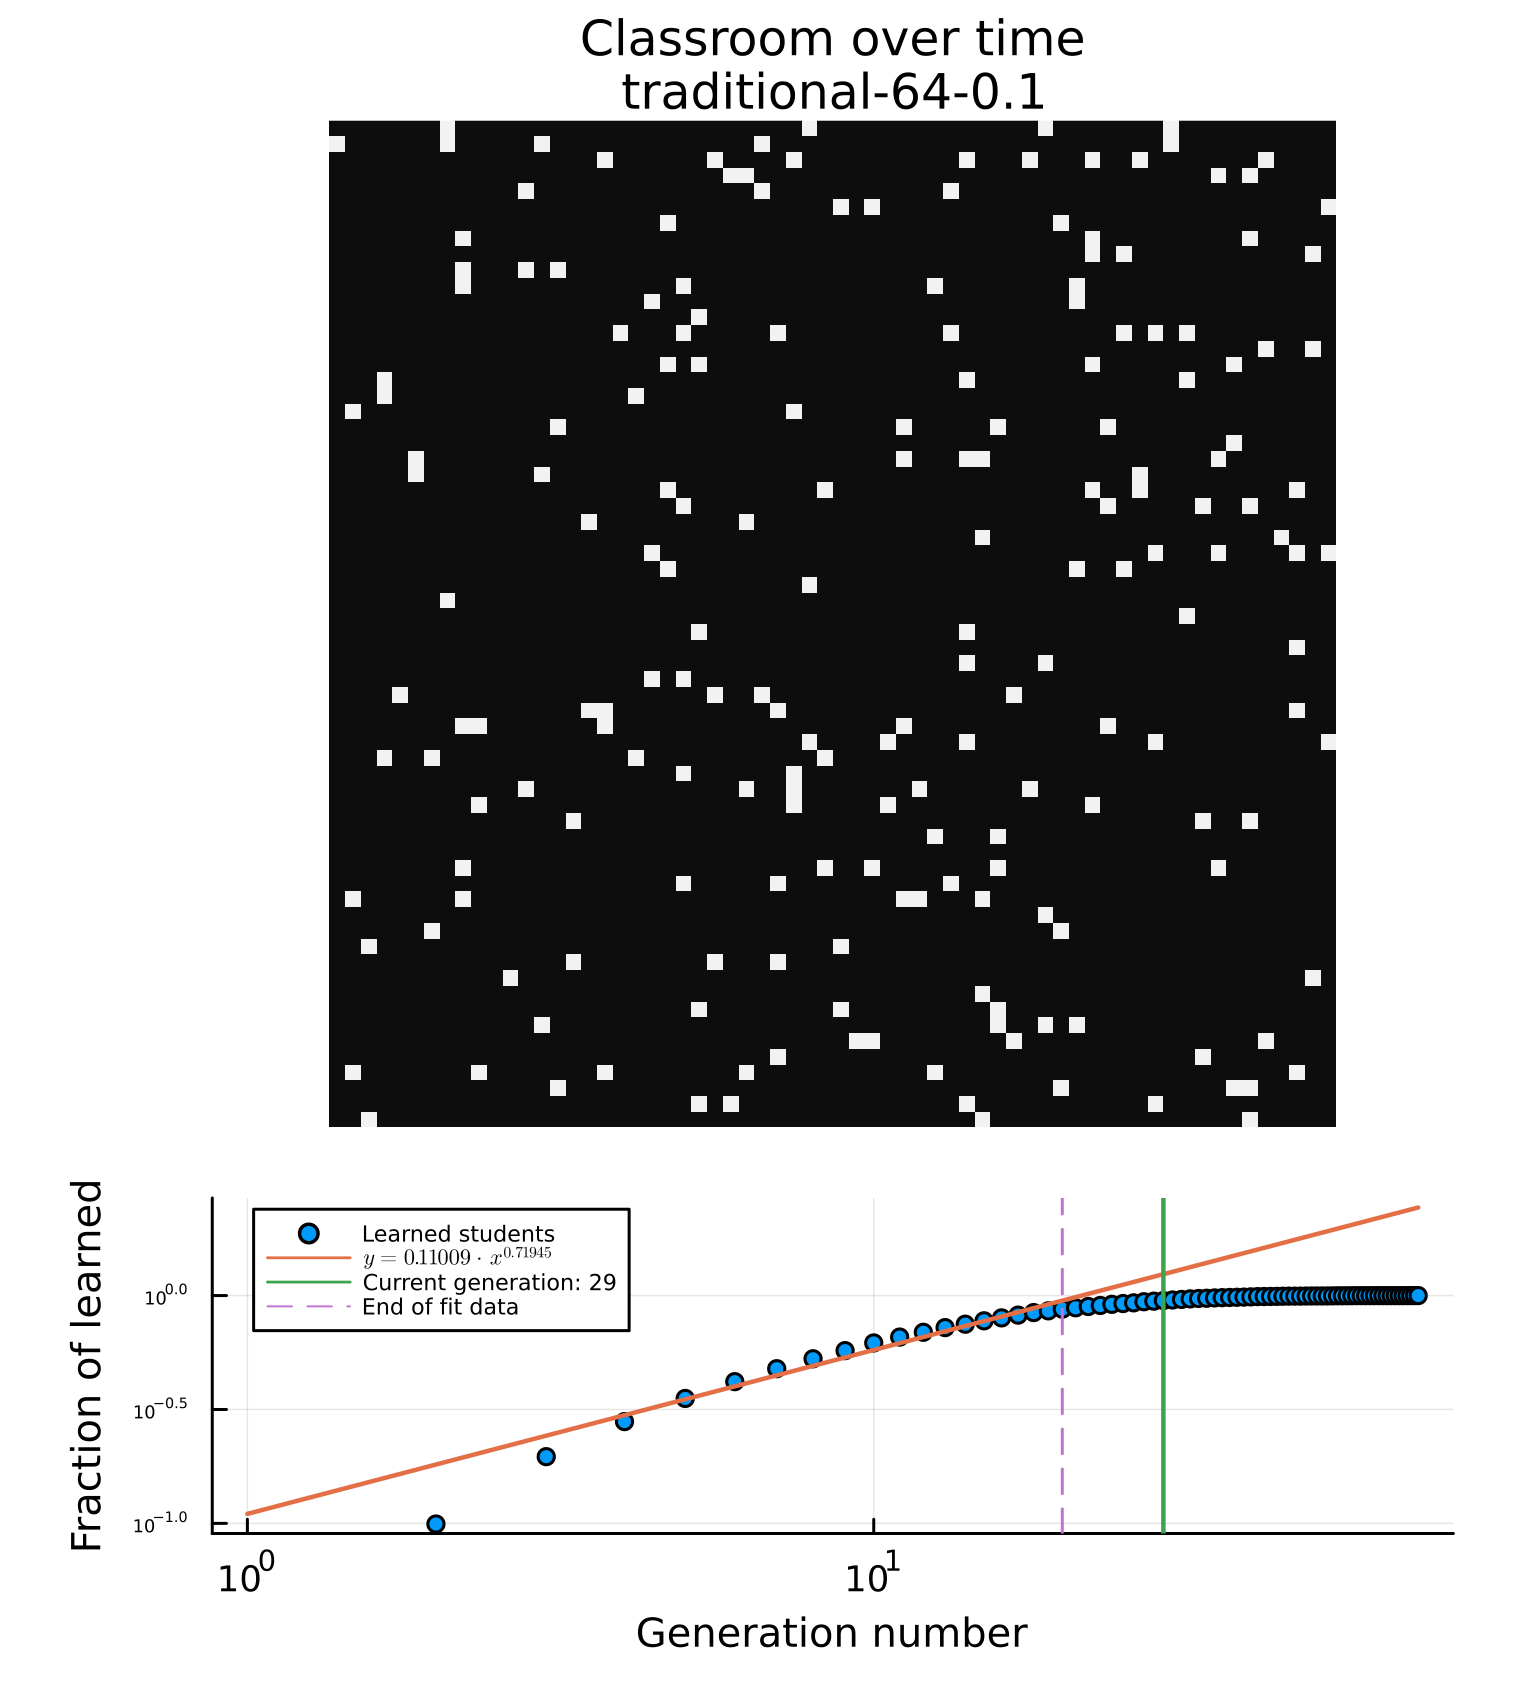 Classroom over time
traditional-64-0.1
Fraction of learned
Learned students
y = 0.11009 · x^0.71945
Current generation: 29
End of fit data
10^0.0
10^−0.5
10^−1.0
10^0
10^1
Generation number